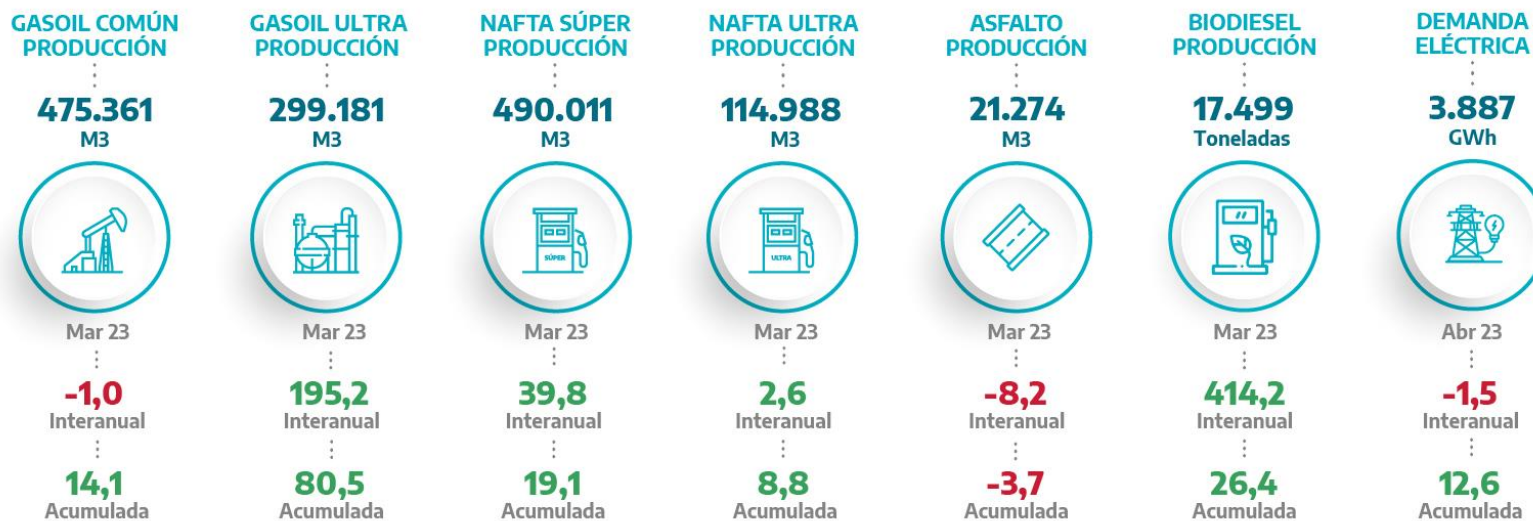 GASOIL COMÚN
PRODUCCIÓN
475.361
M3
Mar 23
-1,0
Interanual
14,1
Acumulada
GASOIL ULTRA
PRODUCCIÓN
299.181
M3
Mar 23
195,2
Interanual
80,5
Acumulada
NAFTA SÚPER
PRODUCCIÓN
490.011
M3
SÚPER
Mar 23
39,8
Interanual
19,1
Acumulada
NAFTA ULTRA
PRODUCCIÓN
114.988
M3
ULTRA
Mar 23
2,6
Interanual
8,8
Acumulada
ASFALTO
PRODUCCIÓN
21.274
M3
Mar 23
-8,2
Interanual
-3,7
Acumulada
BIODIESEL
PRODUCCIÓN
17.499
Toneladas
Mar 23
414,2
Interanual
26,4
Acumulada
DEMANDA
ELÉCTRICA
3.887
GWh
Abr 23
-1,5
Interanual
12,6
Acumulada